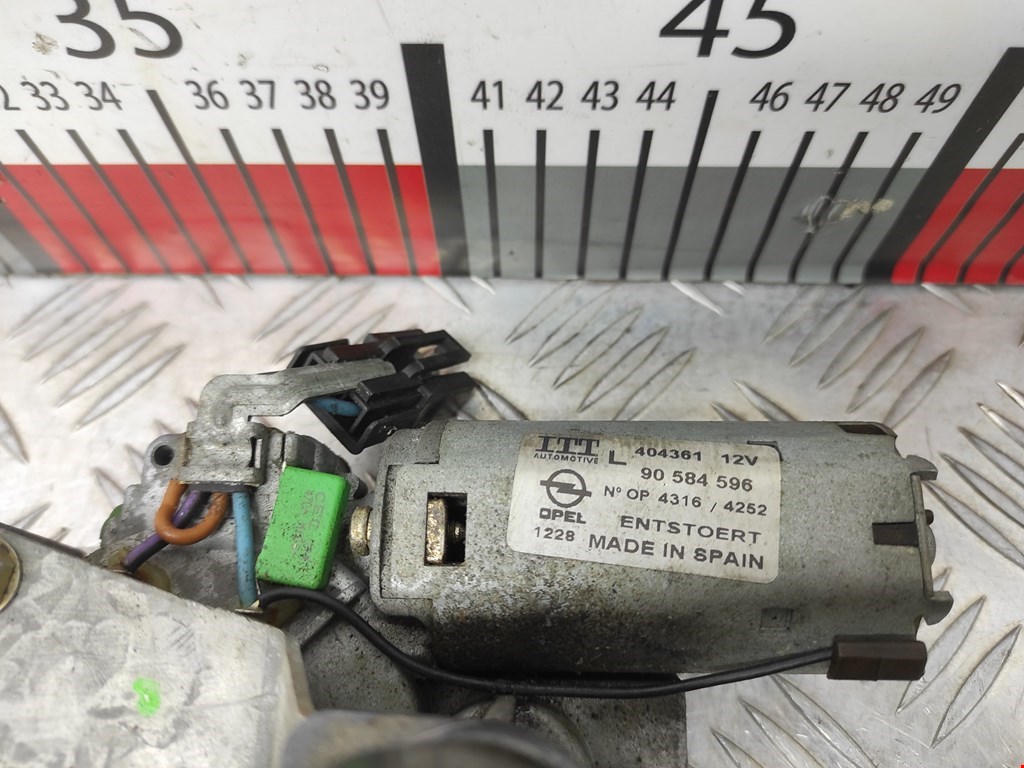 35 45
33 34 36 37 38 39 41 42 43 44 46 47 48 49
ITT L 404361 12V
AUTOMOTIVE
90 584 596
Nº OP 4316 / 4252
OPEL
ENTSTOERT.
1228 MADE IN SPAIN